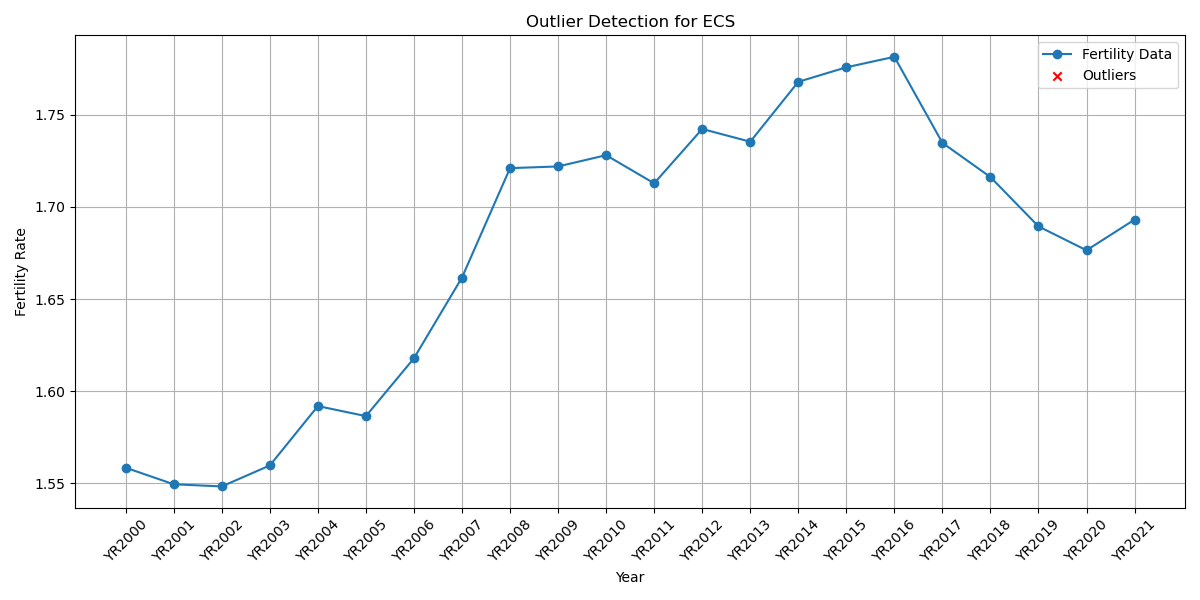 Outlier Detection for ECS
Fertility Data
Outliers
Fertility Rate
1.75
1.70
1.65
1.60
1.55
YR2000
YR2001
YR2002
YR2003
YR2004
YR2005
YR2006
YR2007
YR2008
YR2009
YR2010
YR2011
YR2012
YR2013
YR2014
YR2015
YR2016
YR2017
YR2018
YR2019
YR2020
YR2021
Year